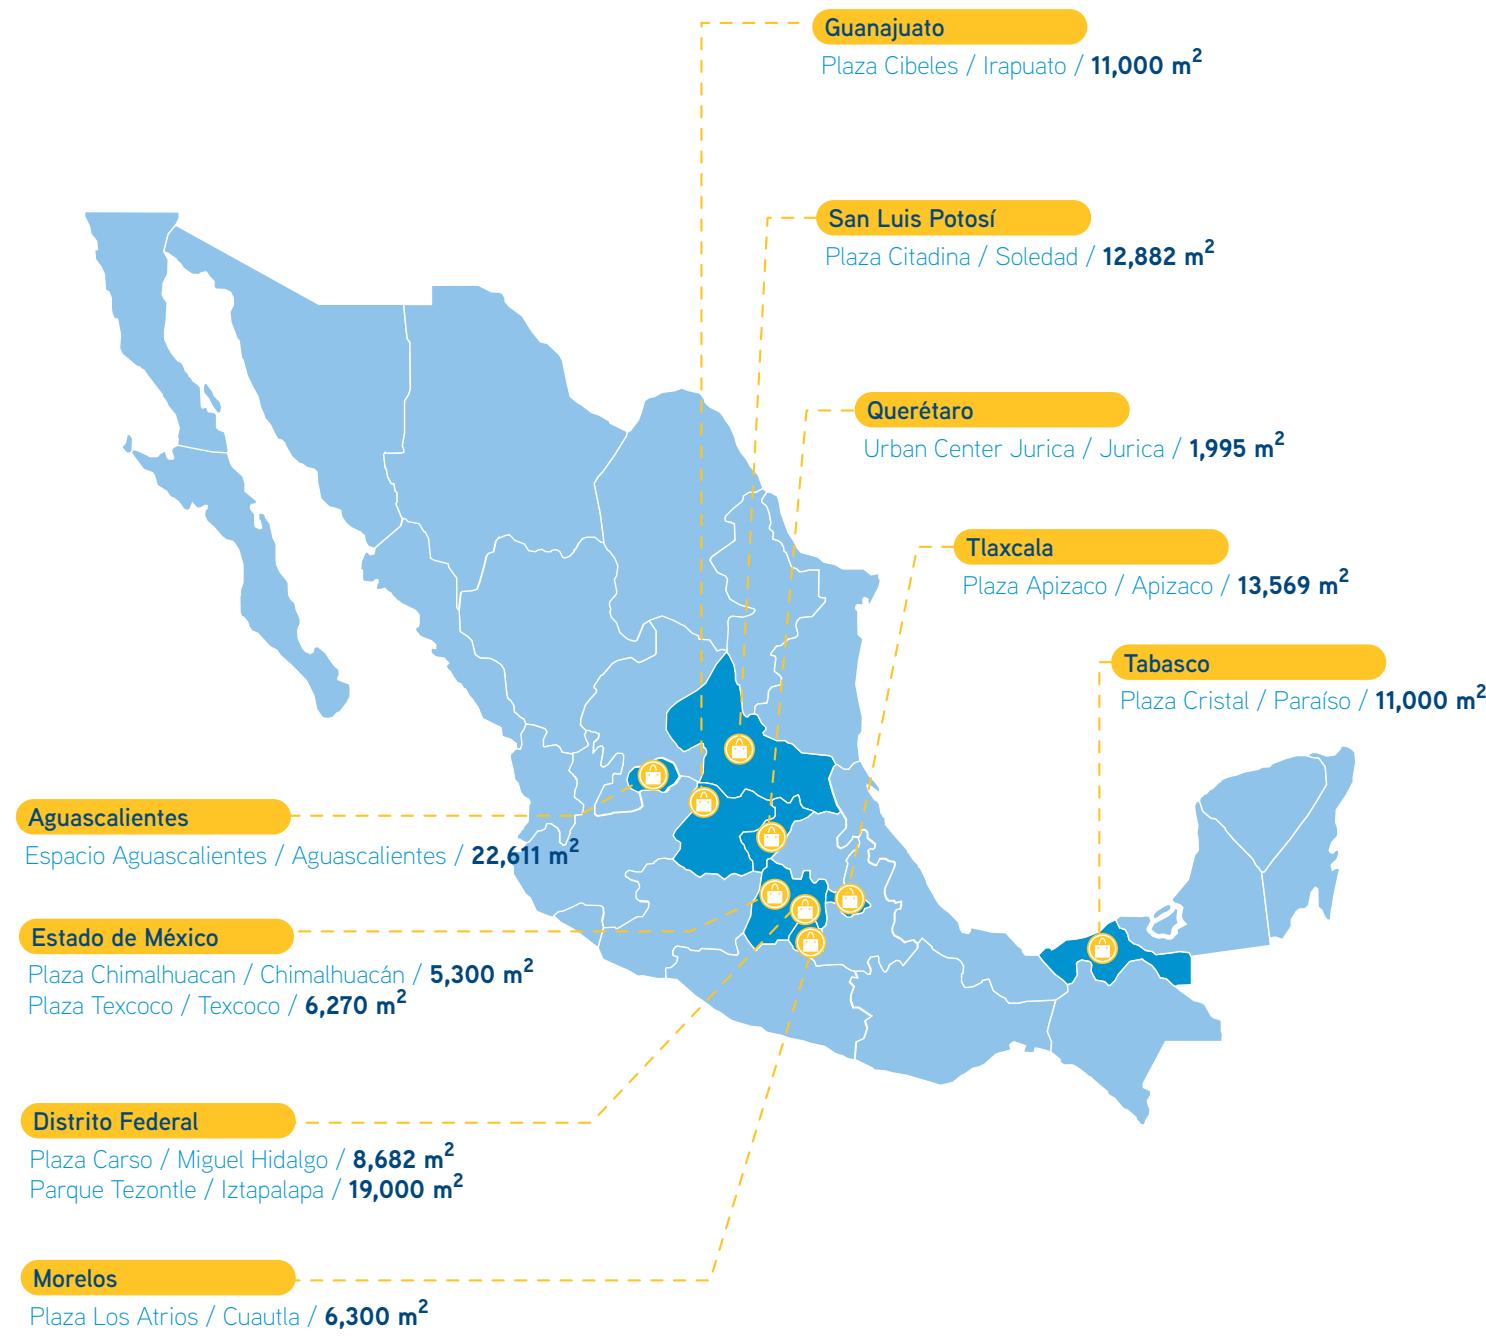 Guanajuato
Plaza Cibeles / Irapuato / 11,000 m²
San Luis Potosí
Plaza Citadina / Soledad / 12,882 m²
Querétaro
Urban Center Jurica / Jurica / 1,995 m²
Tlaxcala
Plaza Apizaco / Apizaco / 13,569 m²
Tabasco
Plaza Cristal / Paraíso / 11,000 m²
Aguascalientes
Espacio Aguascalientes / Aguascalientes / 22,611 m²
Estado de México
Plaza Chimalhuacan / Chimalhuacán / 5,300 m²
Plaza Texcoco / Texcoco / 6,270 m²
Distrito Federal
Plaza Carso / Miguel Hidalgo / 8,682 m²
Parque Tezontle / Iztapalapa / 19,000 m²
Morelos
Plaza Los Atrios / Cuautla / 6,300 m²